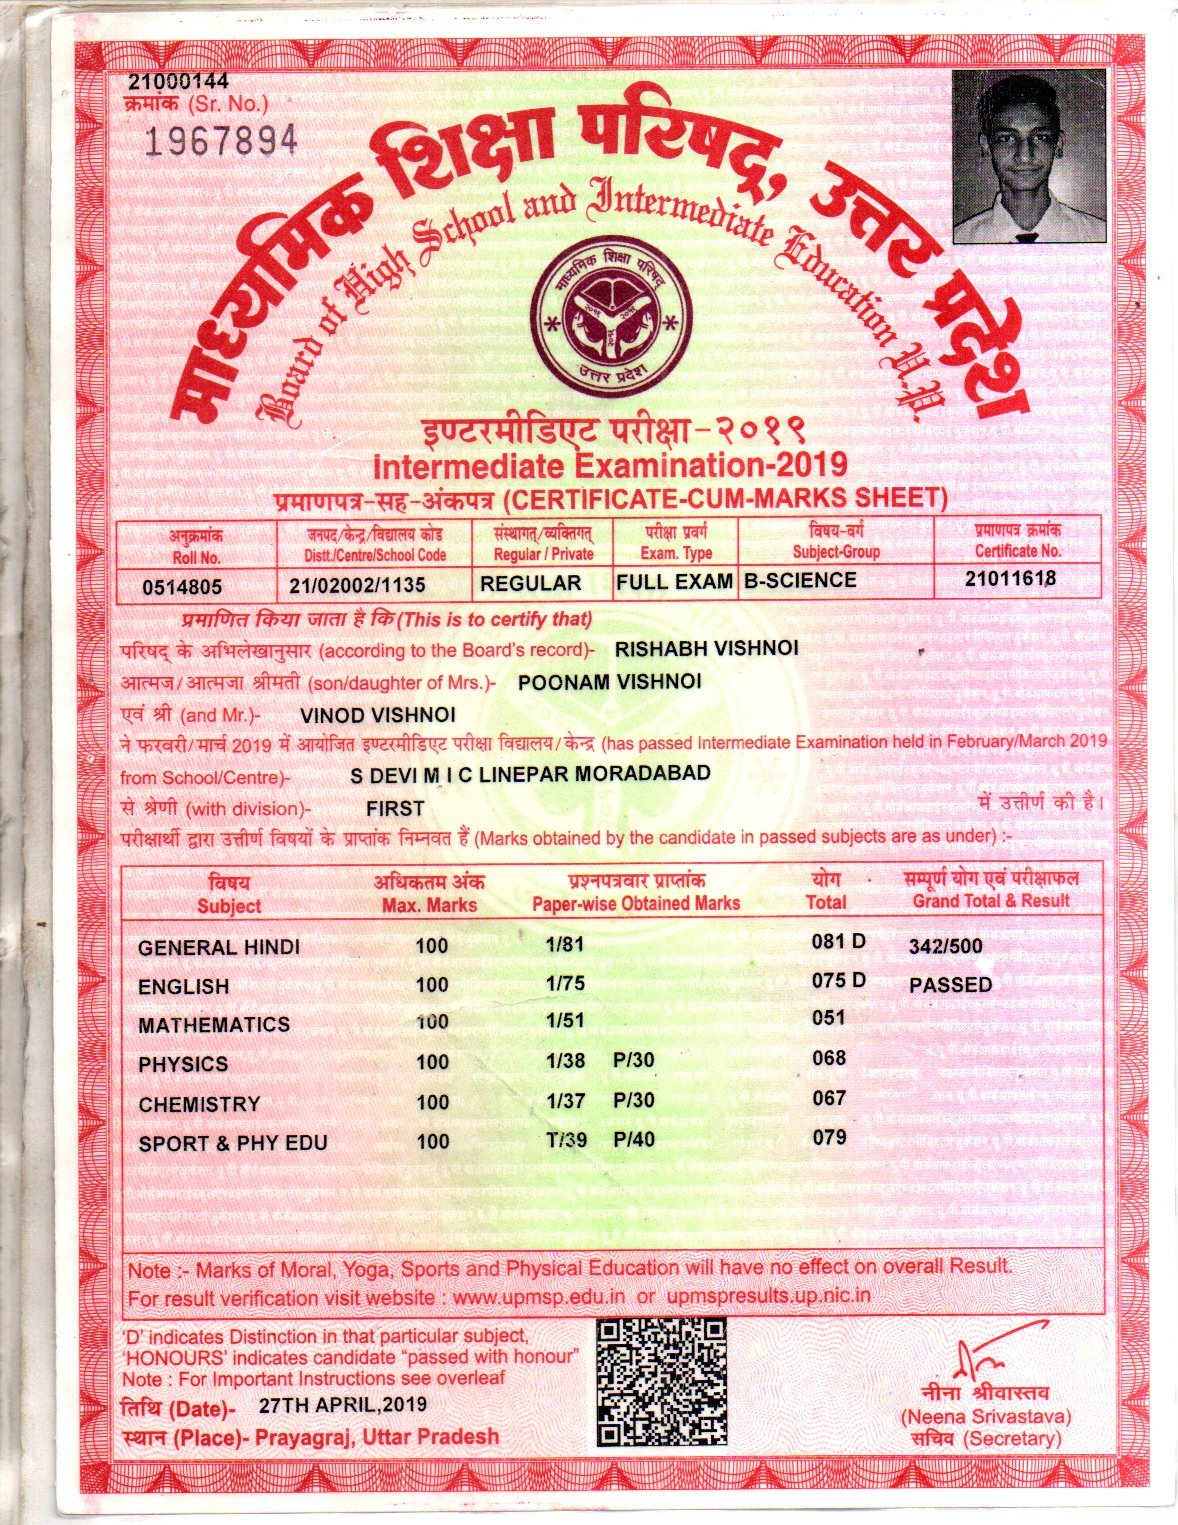 21000144
क्रमांक (Sr. No.)
1967894
माध्यमिक शिक्षा परिषद्, उत्तर प्रदेश
Board of High School and Intermediate Education U.P.
माध्यमिक शिक्षा परिषद्
उत्तर प्रदेश
इण्टरमीडिएट परीक्षा-२०१९
Intermediate Examination-2019
प्रमाणपत्र-सह-अंकपत्र (CERTIFICATE-CUM-MARKS SHEET)
अनुक्रमांक जनपद/केन्द्र/विद्यालय कोड संस्थागत्/व्यक्तिगत् परीक्षा प्रवर्ग विषय-वर्ग प्रमाणपत्र क्रमांक
Roll No. Distt./Centre/School Code Regular / Private Exam. Type Subject-Group Certificate No.
0514805 21/02002/1135 REGULAR FULL EXAM B-SCIENCE 21011618
प्रमाणित किया जाता है कि (This is to certify that)
परिषद् के अभिलेखानुसार (according to the Board's record)- RISHABH VISHNOI
आत्मज/आत्मजा श्रीमती (son/daughter of Mrs.)- POONAM VISHNOI
एवं श्री (and Mr.)- VINOD VISHNOI
ने फरवरी/मार्च 2019 में आयोजित इण्टरमीडिएट परीक्षा विद्यालय/केन्द्र (has passed Intermediate Examination held in February/March 2019
from School/Centre)- S DEVI M I C LINEPAR MORADABAD
से श्रेणी (with division)- FIRST में उत्तीर्ण की है।
परीक्षार्थी द्वारा उत्तीर्ण विषयों के प्राप्तांक निम्नवत हैं (Marks obtained by the candidate in passed subjects are as under) :-
विषय अधिकतम अंक प्रश्नपत्रवार प्राप्तांक योग सम्पूर्ण योग एवं परीक्षाफल
Subject Max. Marks Paper-wise Obtained Marks Total Grand Total & Result
GENERAL HINDI 100 1/81 081 D 342/500
ENGLISH 100 1/75 075 D PASSED
MATHEMATICS 100 1/51 051
PHYSICS 100 1/38 P/30 068
CHEMISTRY 100 1/37 P/30 067
SPORT & PHY EDU 100 T/39 P/40 079
Note :- Marks of Moral, Yoga, Sports and Physical Education will have no effect on overall Result.
For result verification visit website : www.upmsp.edu.in or upmspresults.up.nic.in
'D' indicates Distinction in that particular subject,
'HONOURS' indicates candidate "passed with honour"
Note : For Important Instructions see overleaf
तिथि (Date)- 27TH APRIL,2019
स्थान (Place)- Prayagraj, Uttar Pradesh
नीना श्रीवास्तव
(Neena Srivastava)
सचिव (Secretary)